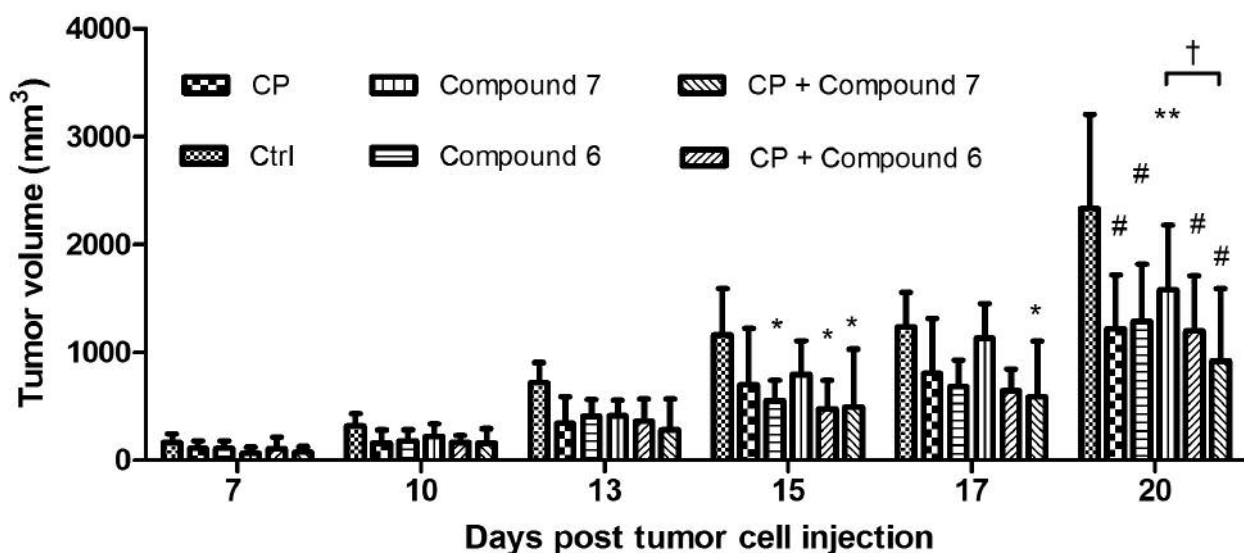 4000
†
CP Compound 7 CP + Compound 7
3000
**
Ctrl Compound 6 CP + Compound 6
#
2000
# # #
1000
* * * *
0
7 10 13 15 17 20
Tumor volume (mm³)
Days post tumor cell injection